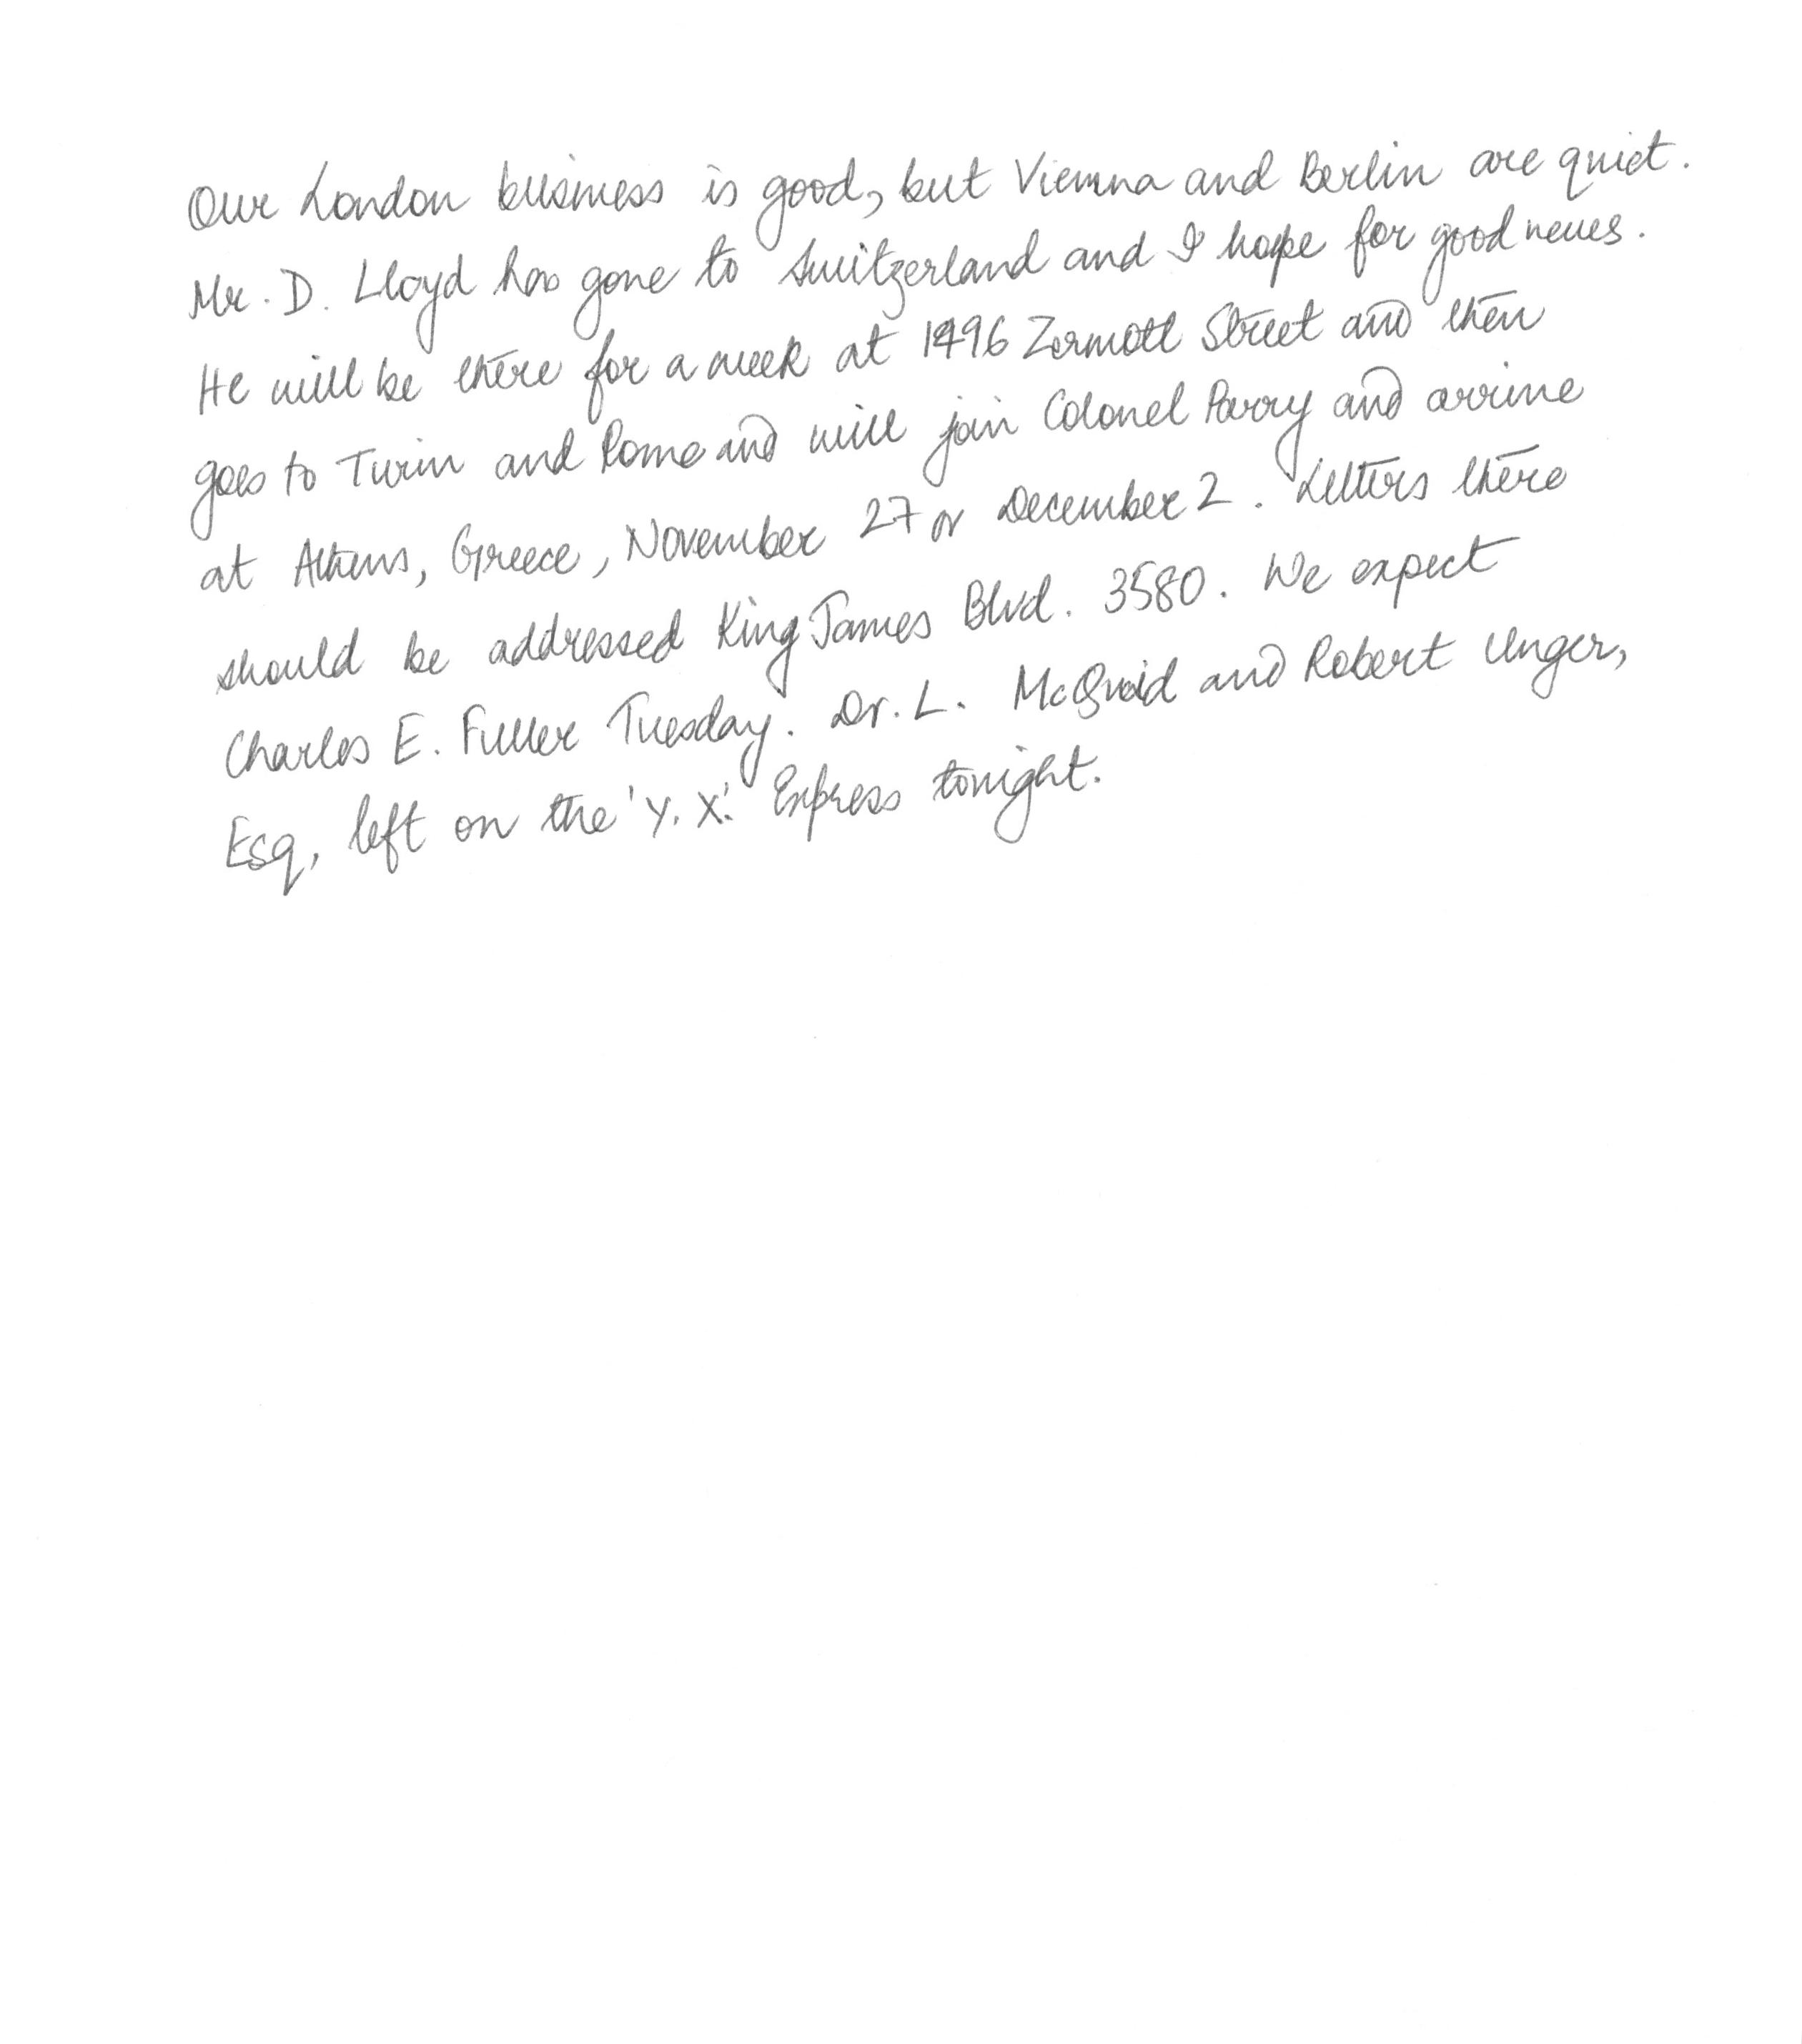 Our London business is good, but Vienna and Berlin are quiet.
Mr. D. Lloyd has gone to Switzerland and I hope for good news.
He will be there for a week at 1496 Zermott Street and then
goes to Turin and Rome and will join Colonel Parry and arrive
at Athens, Greece, November 27 or December 2. Letters there
should be addressed King James Blvd. 3580. We expect
Charles E. Fuller Tuesday. Dr. L. McQuaid and Robert Unger,
Esq, left on the 'Y. X.' Express tonight.